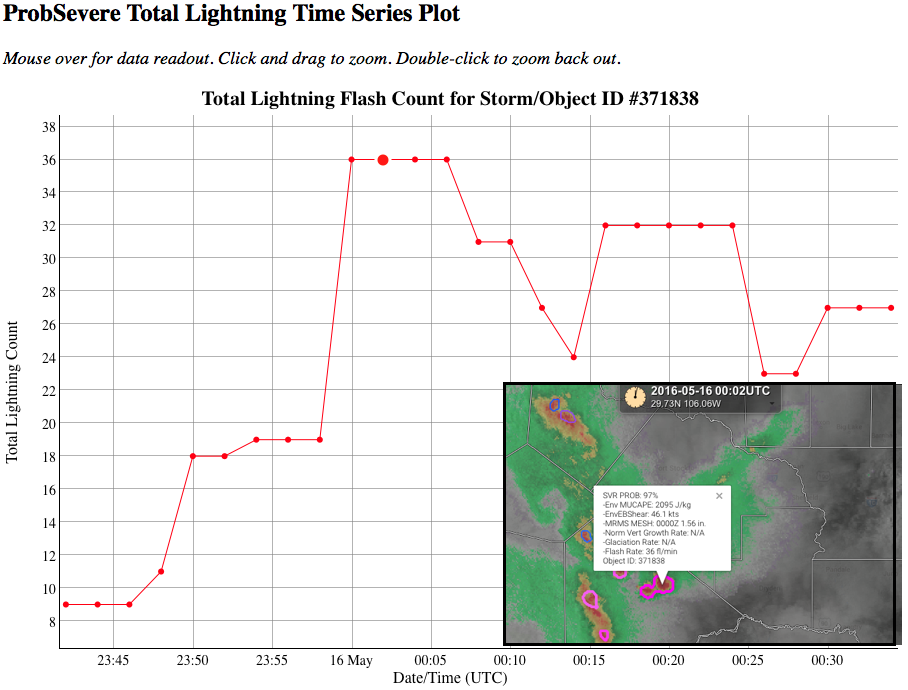 ProbSevere Total Lightning Time Series Plot
Mouse over for data readout. Click and drag to zoom. Double-click to zoom back out.
Total Lightning Flash Count for Storm/Object ID #371838
38
36
34
32
30
28
26
24
22
20
18
16
14
12
10
8
Total Lightning Count
2016-05-16 00:02UTC
29.73N 106.06W
SVR PROB: 97%
-Env MUCAPE: 2095 J/kg
-EnvEBShear: 46.1 kts
-MRMS MESH: 0000Z 1.56 in.
-Norm Vert Growth Rate: N/A
-Glaciation Rate: N/A
-Flash Rate: 36 fl/min
Object ID: 371838
23:45 23:50 23:55 16 May 00:05 00:10 00:15 00:20 00:25 00:30
Date/Time (UTC)